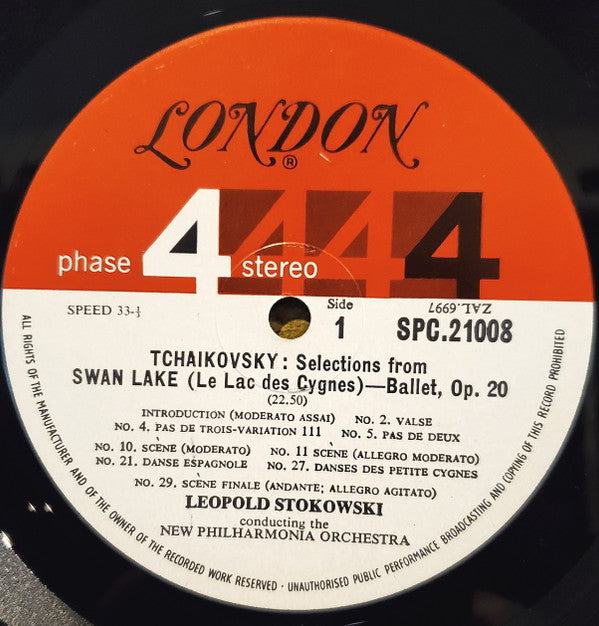 LONDON
®
phase 4 stereo 4 4 4
SPEED 33-⅓
Side
1
ZAL.6997
SPC.21008
TCHAIKOVSKY: Selections from
SWAN LAKE (Le Lac des Cygnes)—Ballet, Op. 20
(22.50)
INTRODUCTION (MODERATO ASSAI) NO. 2. VALSE
NO. 4. PAS DE TROIS-VARIATION 111 NO. 5. PAS DE DEUX
NO. 10. SCÈNE (MODERATO) NO. 11 SCÈNE (ALLEGRO MODERATO)
NO. 21. DANSE ESPAGNOLE NO. 27. DANSES DES PETITE CYGNES
NO. 29. SCÈNE FINALE (ANDANTE; ALLEGRO AGITATO)
LEOPOLD STOKOWSKI
conducting the
NEW PHILHARMONIA ORCHESTRA
ALL RIGHTS OF THE MANUFACTURER AND OF THE OWNER OF THE RECORDED WORK RESERVED · UNAUTHORISED PUBLIC PERFORMANCE BROADCASTING AND COPYING OF THIS RECORD PROHIBITED